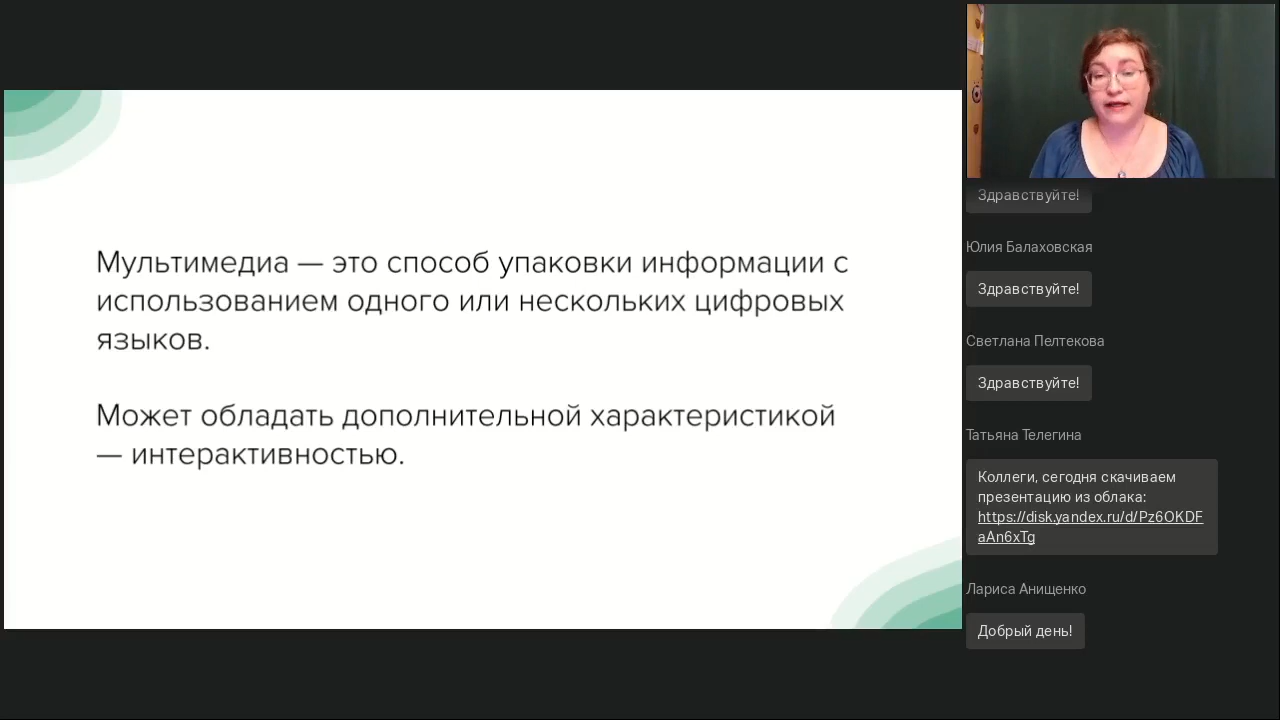 Мультимедиа — это способ упаковки информации с
использованием одного или нескольких цифровых
языков.
Может обладать дополнительной характеристикой
— интерактивностью.
Здравствуйте!
Юлия Балаховская
Здравствуйте!
Светлана Пелтекова
Здравствуйте!
Татьяна Телегина
Коллеги, сегодня скачиваем
презентацию из облака:
https://disk.yandex.ru/d/Pz6OKDF
aAn6xTg
Лариса Анищенко
Добрый день!